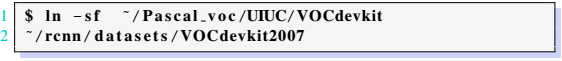 1 $ ln -sf ~/Pascal_voc/UIUC/VOCdevkit
2 ~/rcnn/datasets/VOCdevkit2007